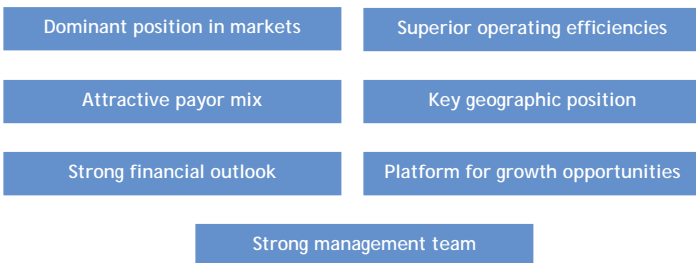 Dominant position in markets
Superior operating efficiencies
Attractive payor mix
Key geographic position
Strong financial outlook
Platform for growth opportunities
Strong management team